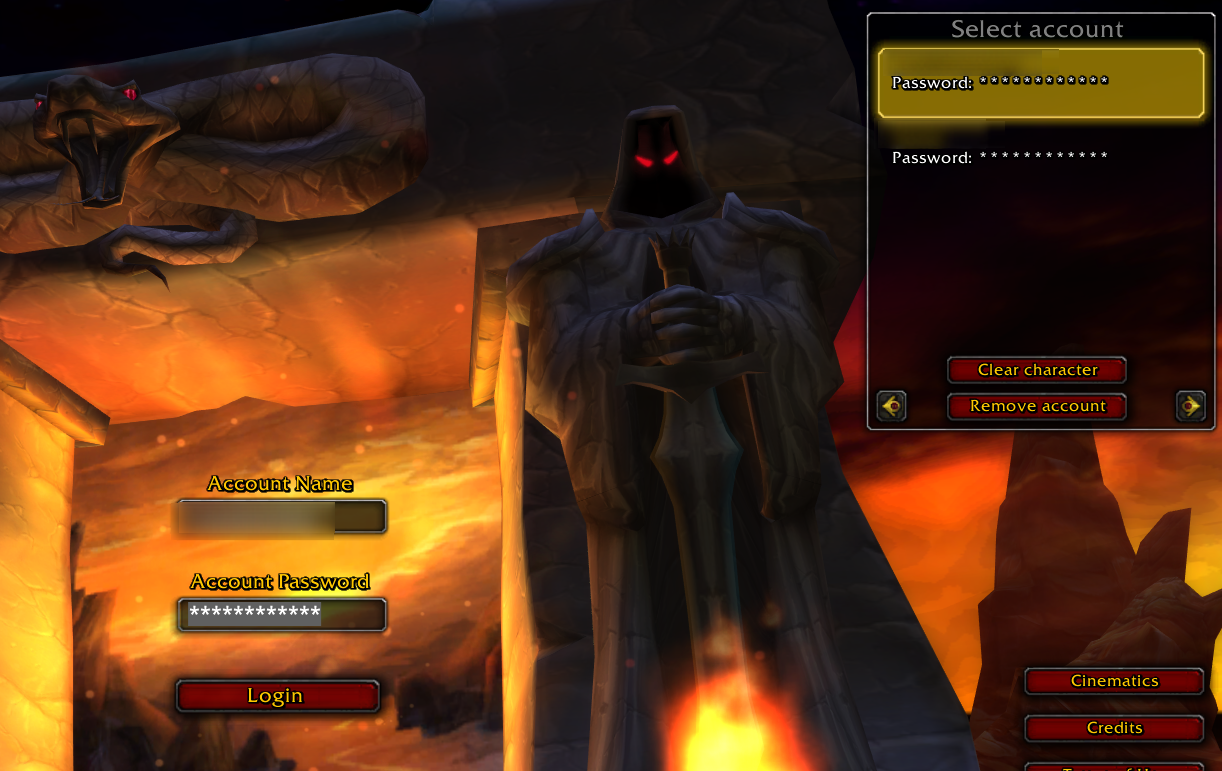 Select account
Password: ************
Password: ************
Clear character
Remove account
Account Name
Account Password
************
Login
Cinematics
Credits